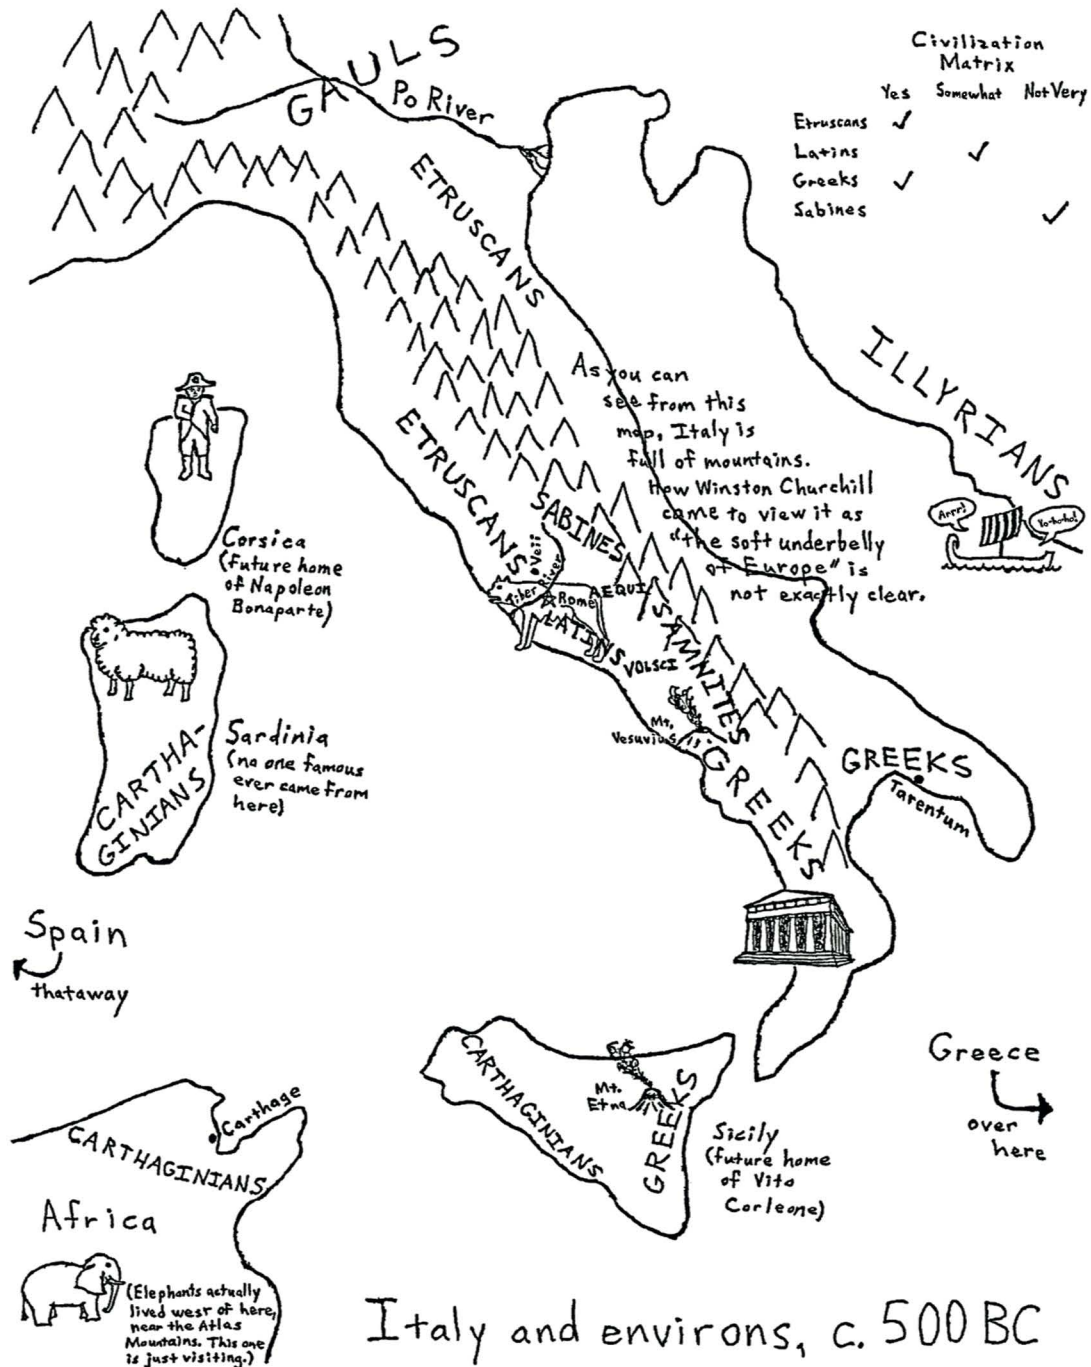 Civilization
Matrix
Yes Somewhat Not Very
Etruscans ✓
Latins ✓
Greeks ✓
Sabines ✓
GAULS
Po River
ETRUSCANS
ILLYRIANS
Arrr!
Yo-ho-ho!
As you can
see from this
map, Italy is
full of mountains.
How Winston Churchill
came to view it as
"the soft underbelly
of Europe" is
not exactly clear.
ETRUSCANS
SABINES
Veii
Tiber River
Rome
AEQUI
LATINS
VOLSCI
SAMNITES
Mt.
Vesuvius
GREEKS
GREEKS
Tarentum
Corsica
(future home
of Napoleon
Bonaparte)
Sardinia
(no one famous
ever came from
here)
CARTHA-
GINIANS
Spain
thataway
Greece
over
here
CARTHAGINIANS
Mt.
Etna
GREEKS
Sicily
(future home
of Vito
Corleone)
Carthage
CARTHAGINIANS
Africa
(Elephants actually
lived west of here,
near the Atlas
Mountains. This one
is just visiting.)
Italy and environs, c. 500 BC